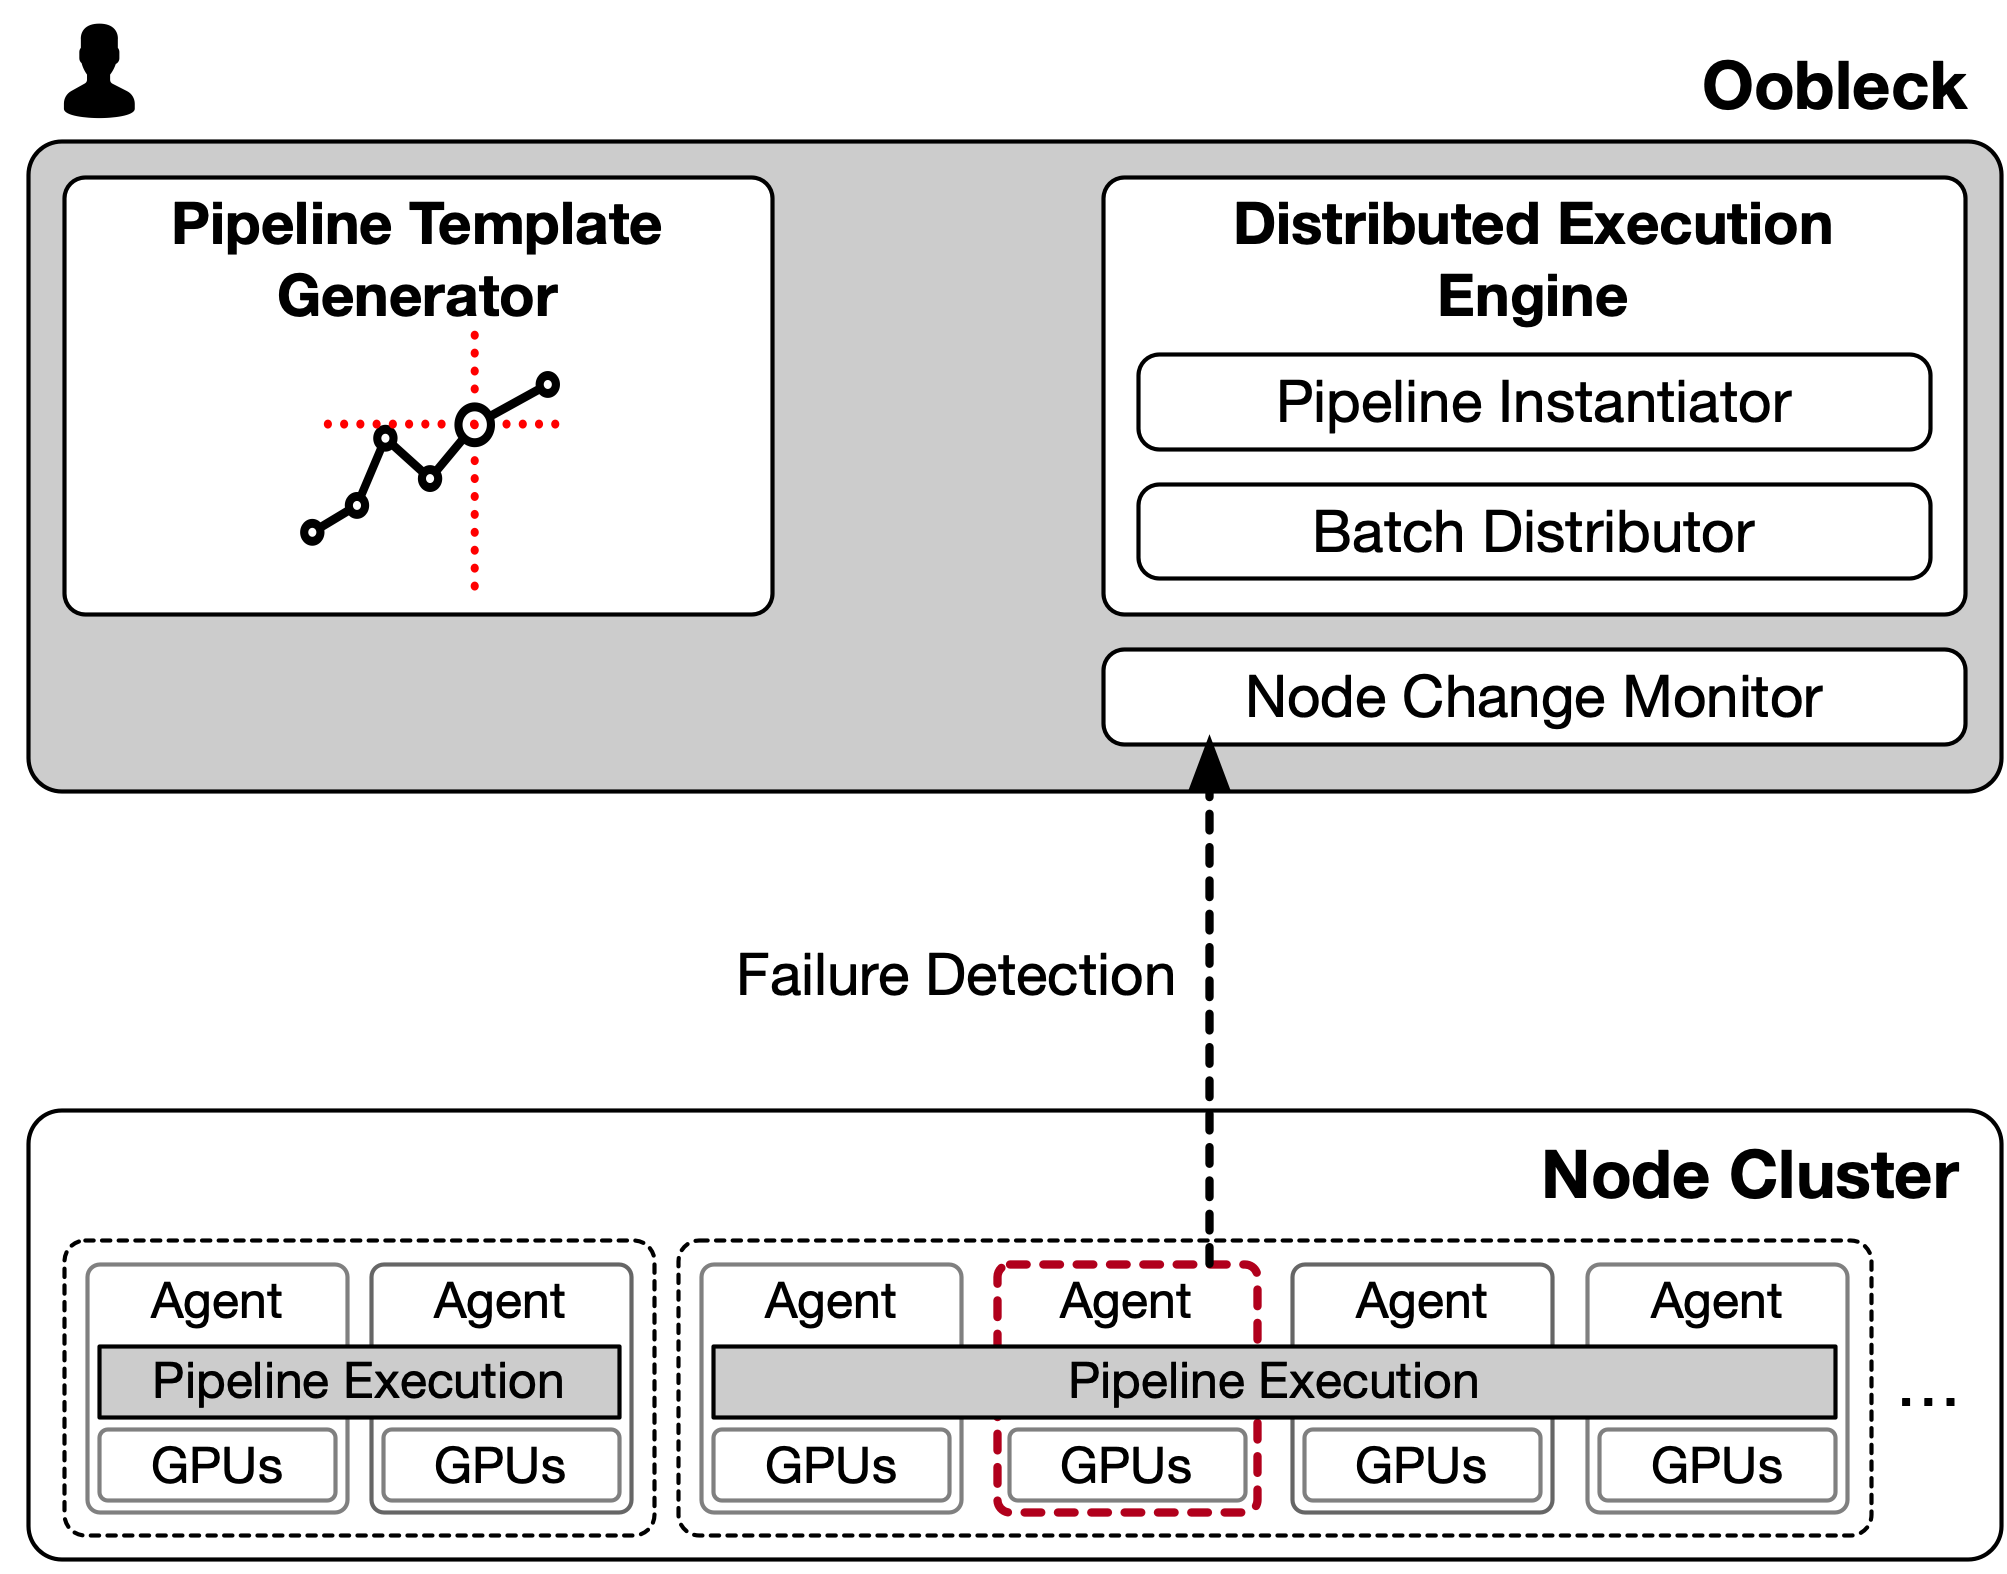 Oobleck
Pipeline Template
Generator
Distributed Execution
Engine
Pipeline Instantiator
Batch Distributor
Node Change Monitor
Failure Detection
Node Cluster
Agent
Agent
Pipeline Execution
GPUs
GPUs
Agent
Agent
Agent
Agent
Pipeline Execution
GPUs
GPUs
GPUs
GPUs
...